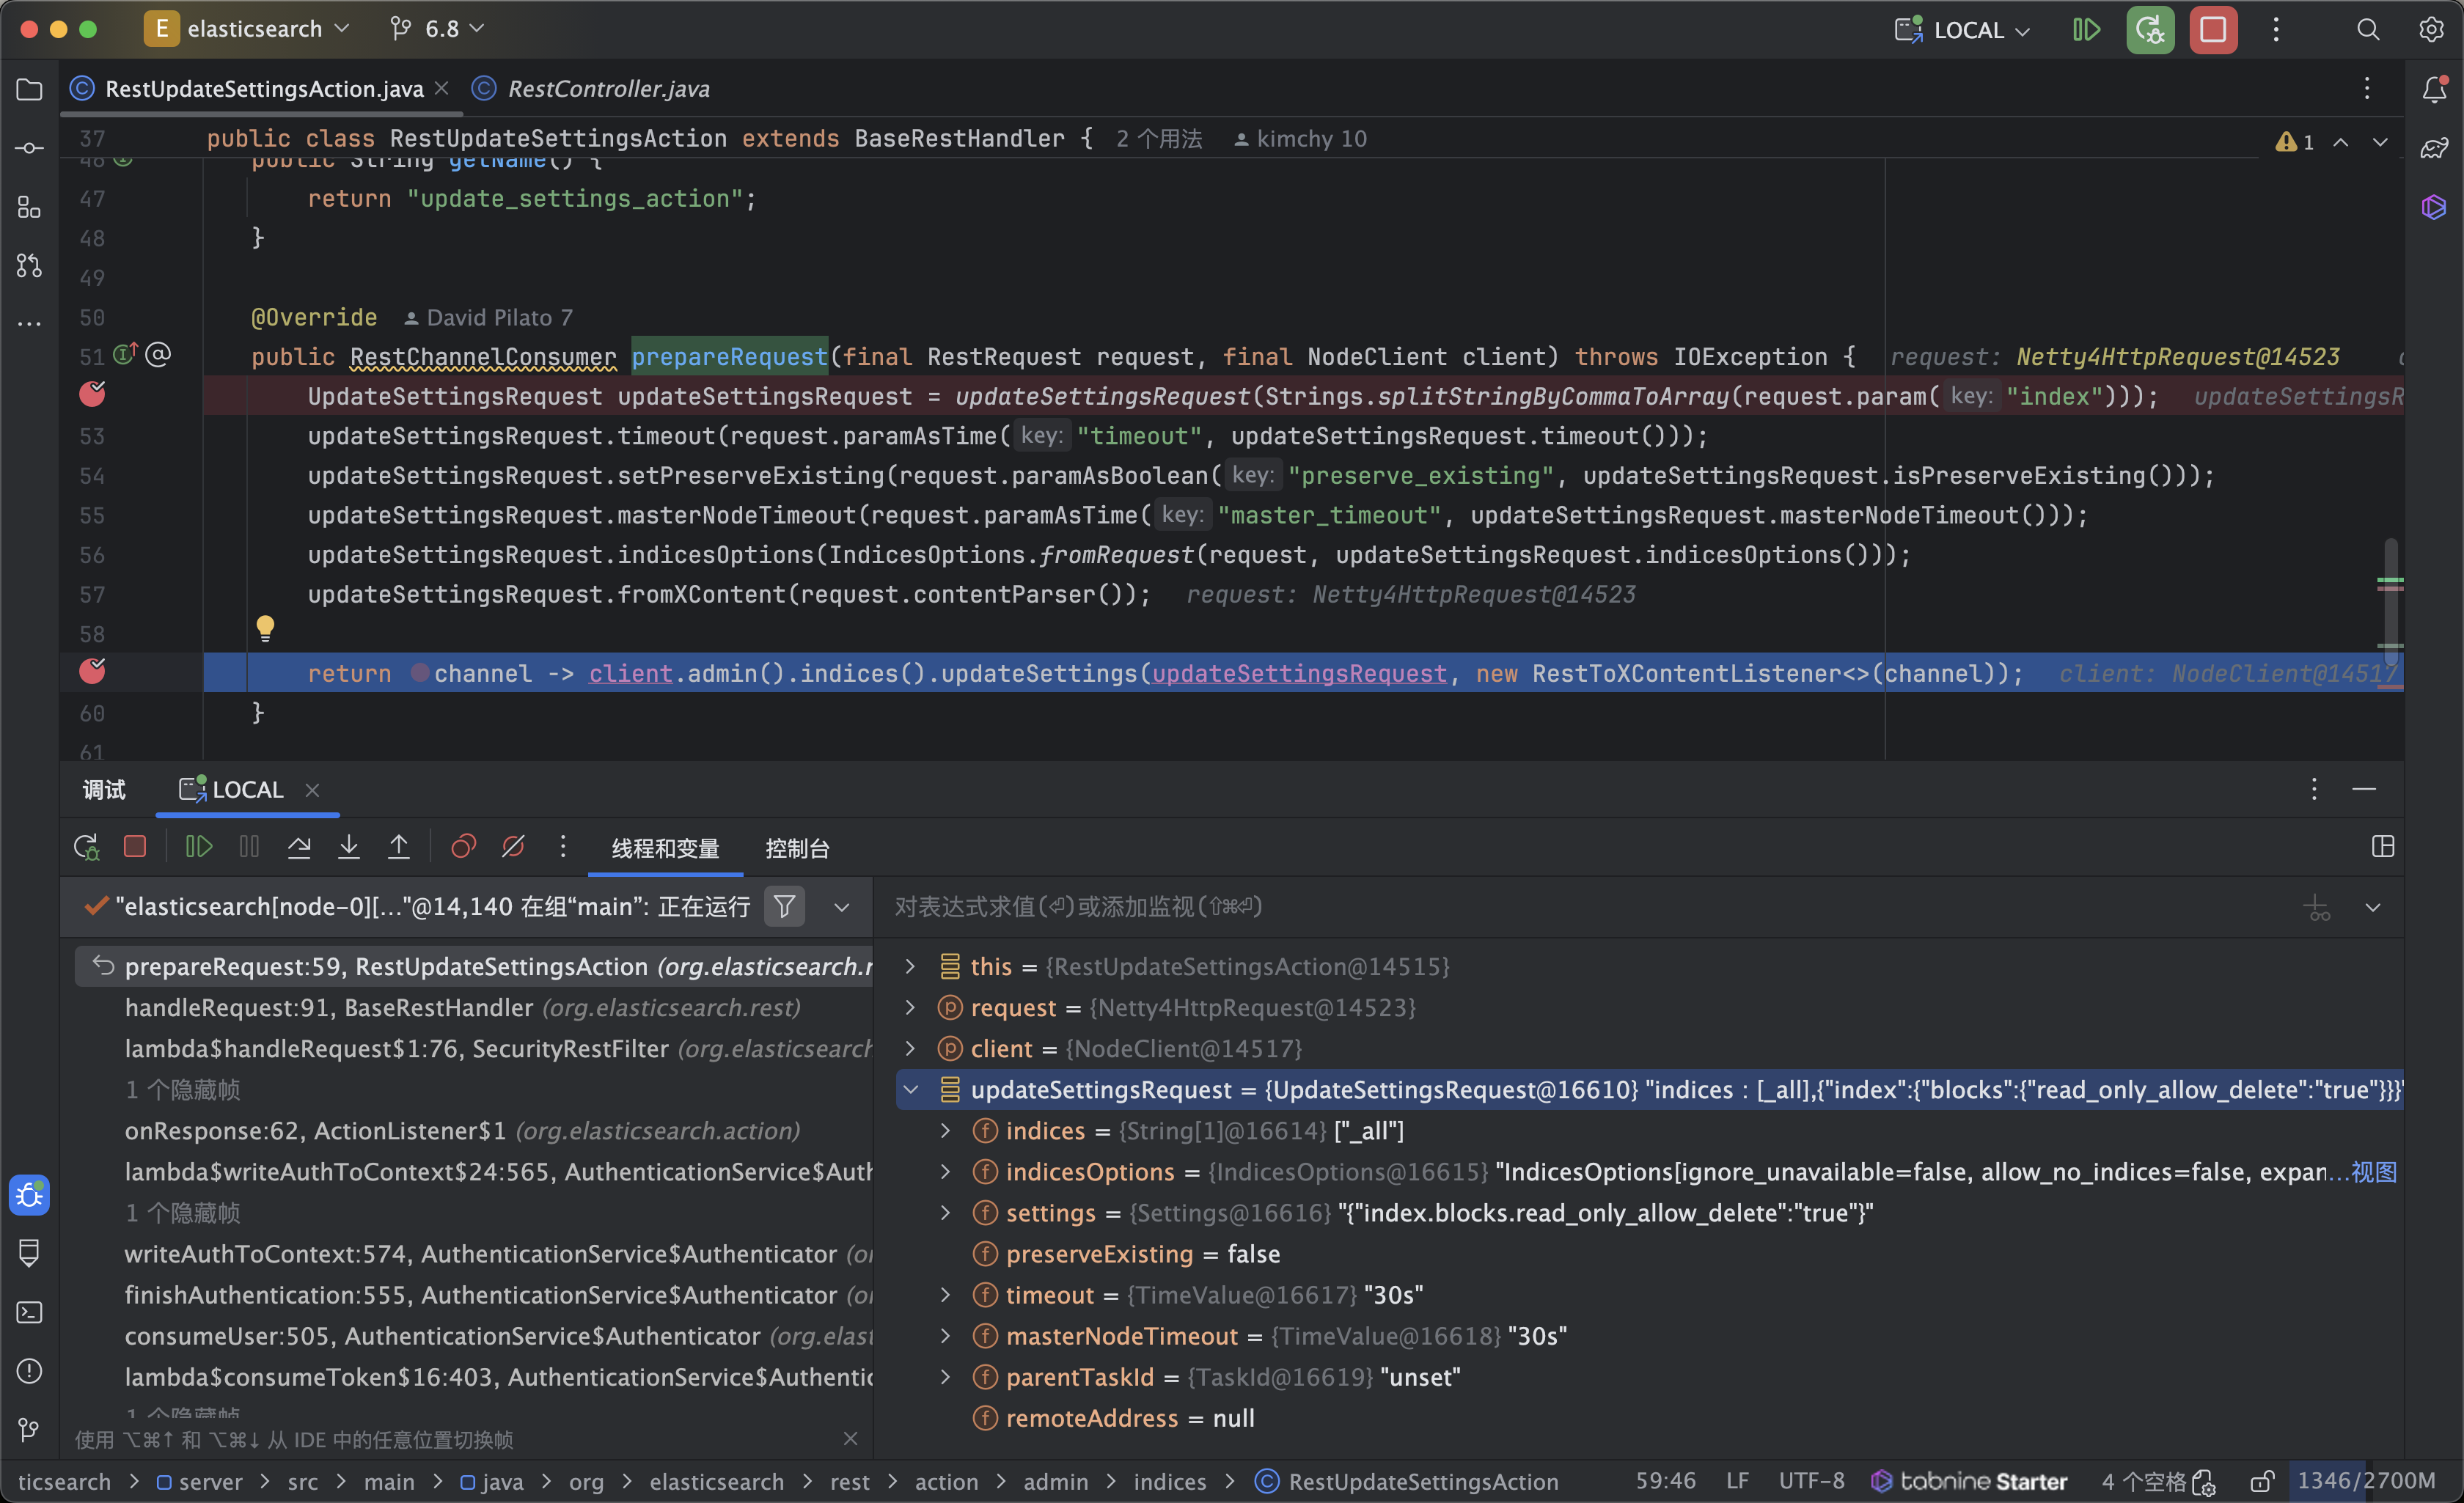 E elasticsearch 6.8 LOCAL
RestUpdateSettingsAction.java RestController.java
37 public class RestUpdateSettingsAction extends BaseRestHandler { 2 个用法 kimchy 10 1
46 public String getName() {
47 return "update_settings_action";
48 }
49
50 @Override David Pilato 7
51 public RestChannelConsumer prepareRequest(final RestRequest request, final NodeClient client) throws IOException { request: Netty4HttpRequest@14523
UpdateSettingsRequest updateSettingsRequest = updateSettingsRequest(Strings.splitStringByCommaToArray(request.param( key: "index"))); updateSettingsR
53 updateSettingsRequest.timeout(request.paramAsTime( key: "timeout", updateSettingsRequest.timeout()));
54 updateSettingsRequest.setPreserveExisting(request.paramAsBoolean( key: "preserve_existing", updateSettingsRequest.isPreserveExisting()));
55 updateSettingsRequest.masterNodeTimeout(request.paramAsTime( key: "master_timeout", updateSettingsRequest.masterNodeTimeout()));
56 updateSettingsRequest.indicesOptions(IndicesOptions.fromRequest(request, updateSettingsRequest.indicesOptions()));
57 updateSettingsRequest.fromXContent(request.contentParser()); request: Netty4HttpRequest@14523
58
return channel -> client.admin().indices().updateSettings(updateSettingsRequest, new RestToXContentListener<>(channel)); client: NodeClient@14517
60 }
61
调试 LOCAL
线程和变量 控制台
"elasticsearch[node-0][…"@14,140 在组“main”: 正在运行
对表达式求值(⏎)或添加监视(⇧⌘⏎)
prepareRequest:59, RestUpdateSettingsAction (org.elasticsearch.r
handleRequest:91, BaseRestHandler (org.elasticsearch.rest)
lambda$handleRequest$1:76, SecurityRestFilter (org.elasticsearch
1 个隐藏帧
onResponse:62, ActionListener$1 (org.elasticsearch.action)
lambda$writeAuthToContext$24:565, AuthenticationService$Auth
1 个隐藏帧
writeAuthToContext:574, AuthenticationService$Authenticator (or
finishAuthentication:555, AuthenticationService$Authenticator (or
consumeUser:505, AuthenticationService$Authenticator (org.elast
lambda$consumeToken$16:403, AuthenticationService$Authentic
1 个隐藏帧
使用 ⌥⌘↑ 和 ⌥⌘↓ 从 IDE 中的任意位置切换帧
this = {RestUpdateSettingsAction@14515}
request = {Netty4HttpRequest@14523}
client = {NodeClient@14517}
updateSettingsRequest = {UpdateSettingsRequest@16610} "indices : [_all],{"index":{"blocks":{"read_only_allow_delete":"true"}}}"
indices = {String[1]@16614} ["_all"]
indicesOptions = {IndicesOptions@16615} "IndicesOptions[ignore_unavailable=false, allow_no_indices=false, expan…视图
settings = {Settings@16616} "{"index.blocks.read_only_allow_delete":"true"}"
preserveExisting = false
timeout = {TimeValue@16617} "30s"
masterNodeTimeout = {TimeValue@16618} "30s"
parentTaskId = {TaskId@16619} "unset"
remoteAddress = null
ticsearch > server > src > main > java > org > elasticsearch > rest > action > admin > indices > RestUpdateSettingsAction 59:46 LF UTF-8 tabnine Starter 4 个空格 1346/2700M